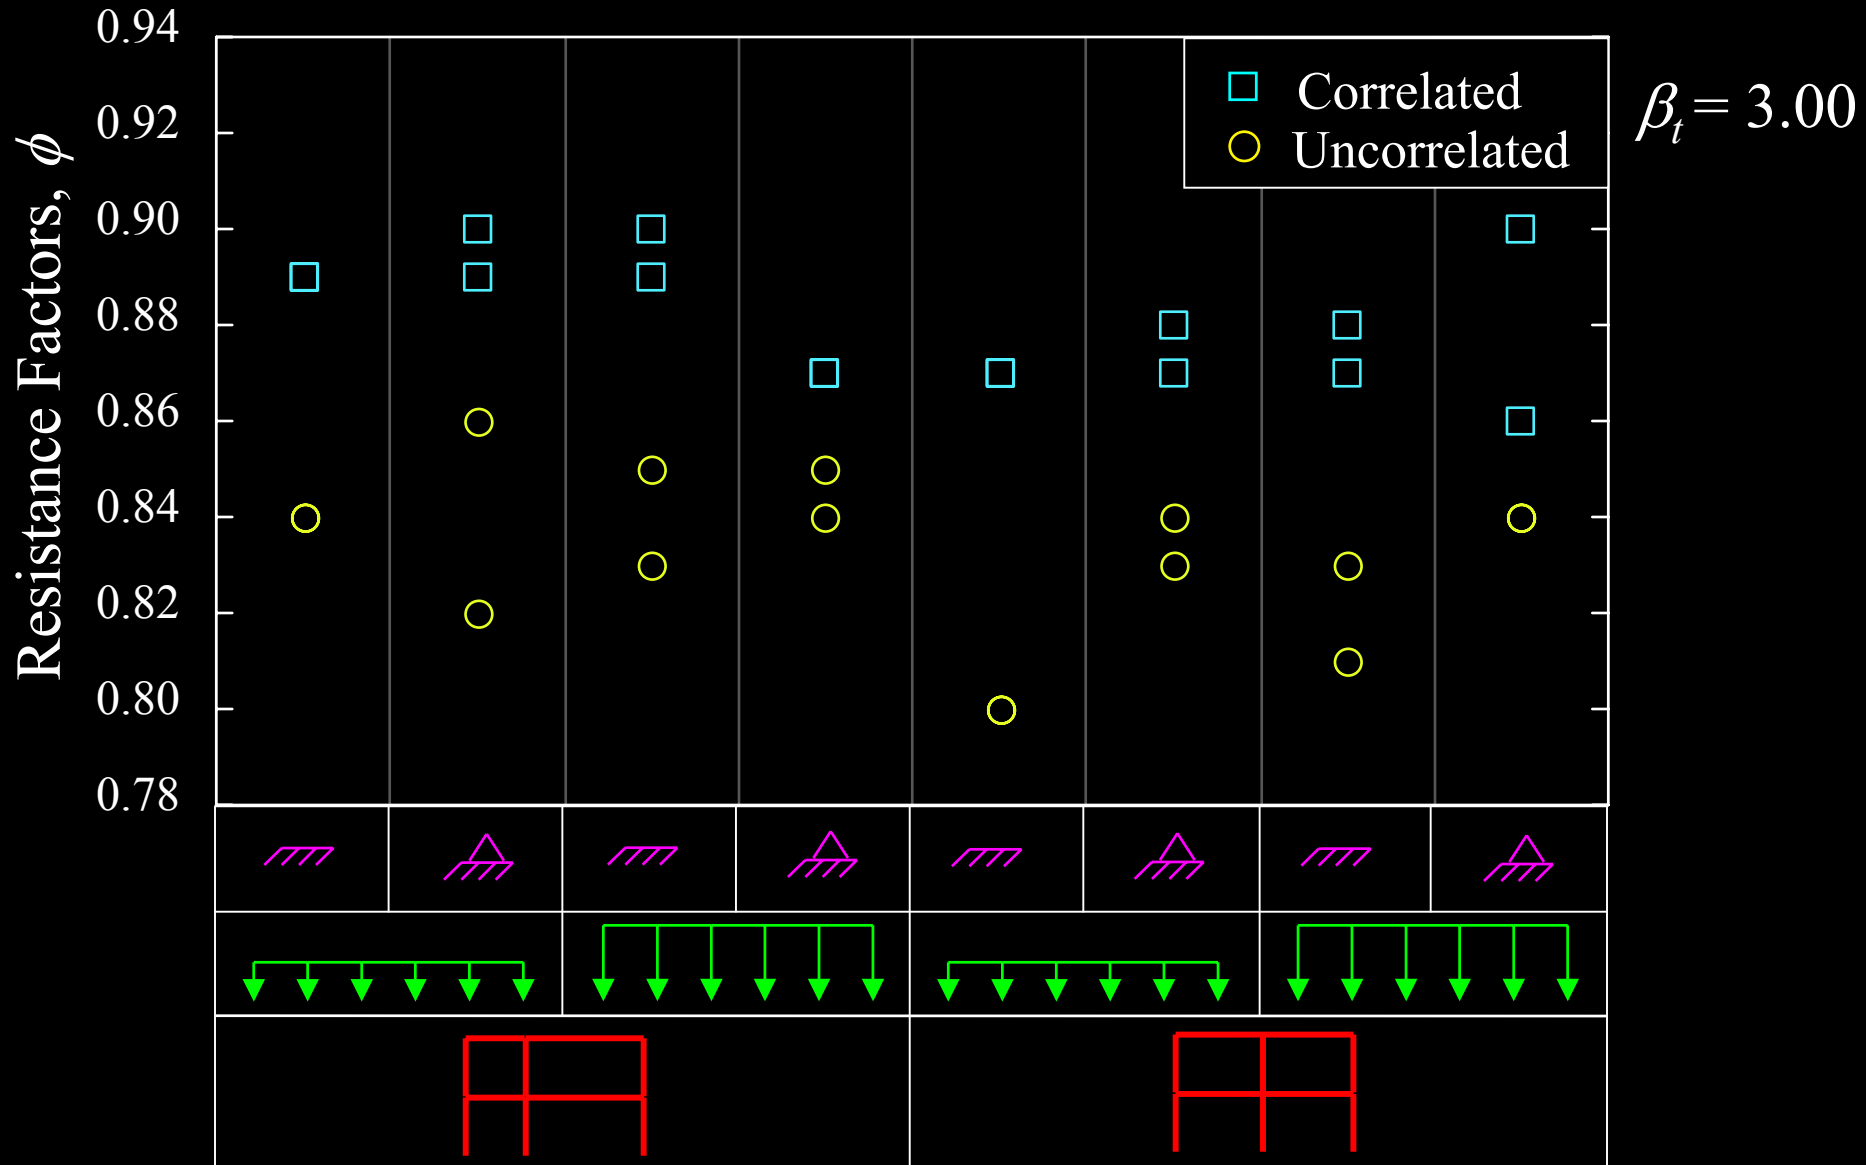 0.94
0.92
0.90
0.88
0.86
0.84
0.82
0.80
0.78
Resistance Factors, ϕ
Correlated
Uncorrelated
βt = 3.00